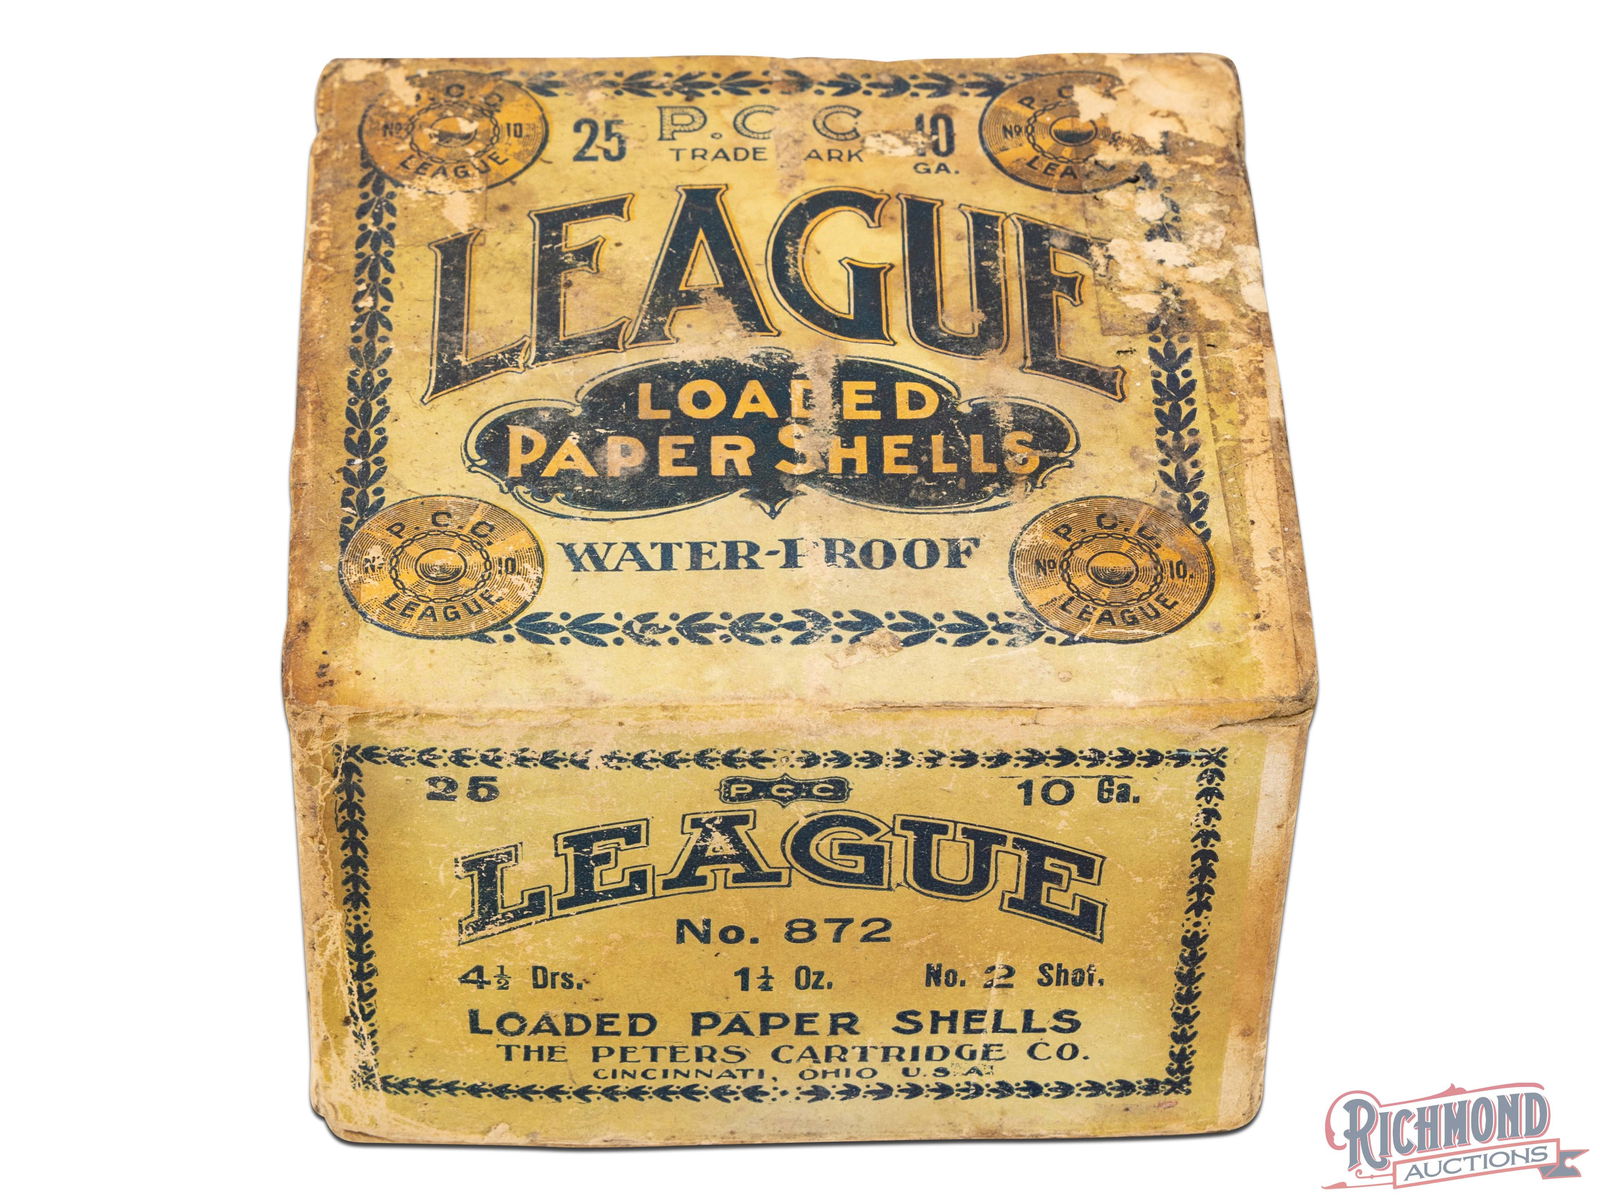 P.C.C. No 10. LEAGUE
25 P.C.C. 10
TRADE ARK GA.
P.C. No LEA
LEAGUE
LOADED
PAPER SHELLS
WATER-PROOF
P.C.C. No 10. LEAGUE
P.C.C. No 10. LEAGUE
25 P.C.C 10 Ga.
LEAGUE
No. 872
4½ Drs. 1¼ Oz. No. 2 Shot.
LOADED PAPER SHELLS
THE PETERS CARTRIDGE CO.
CINCINNATI, OHIO U.S.A.
RICHMOND
AUCTIONS